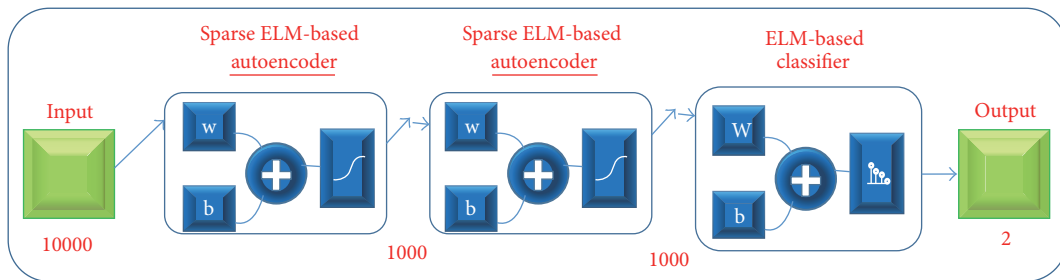 Sparse ELM-based
autoencoder
Sparse ELM-based
autoencoder
ELM-based
classifier
Input
Output
w
b
w
b
W
b
10000
1000
1000
2